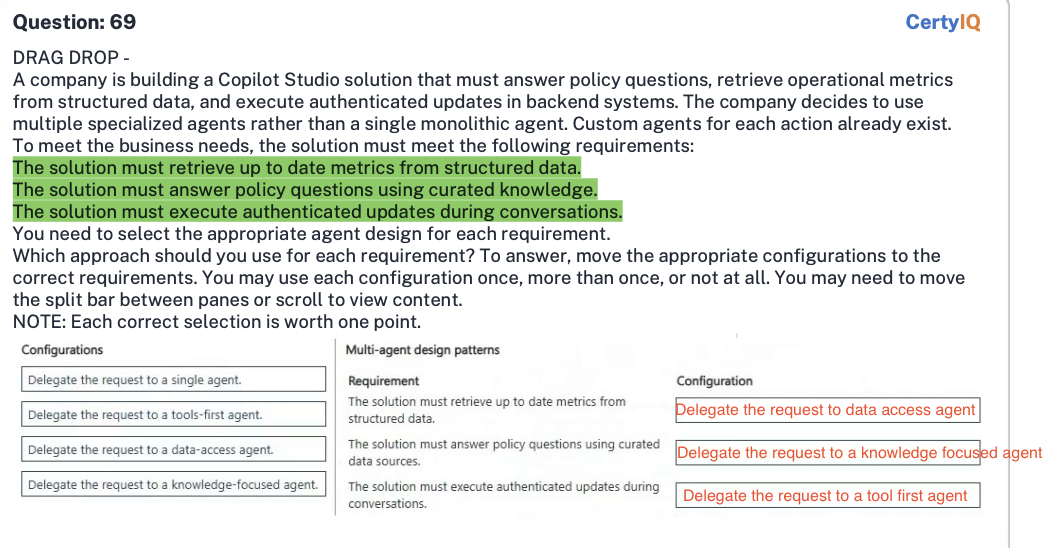 Question: 69
CertyIQ
DRAG DROP -
A company is building a Copilot Studio solution that must answer policy questions, retrieve operational metrics
from structured data, and execute authenticated updates in backend systems. The company decides to use
multiple specialized agents rather than a single monolithic agent. Custom agents for each action already exist.
To meet the business needs, the solution must meet the following requirements:
The solution must retrieve up to date metrics from structured data.
The solution must answer policy questions using curated knowledge.
The solution must execute authenticated updates during conversations.
You need to select the appropriate agent design for each requirement.
Which approach should you use for each requirement? To answer, move the appropriate configurations to the
correct requirements. You may use each configuration once, more than once, or not at all. You may need to move
the split bar between panes or scroll to view content.
NOTE: Each correct selection is worth one point.
Configurations
Delegate the request to a single agent.
Delegate the request to a tools-first agent.
Delegate the request to a data-access agent.
Delegate the request to a knowledge-focused agent.
Multi-agent design patterns
Requirement
Configuration
The solution must retrieve up to date metrics from
structured data.
Delegate the request to data access agent
The solution must answer policy questions using curated
data sources.
Delegate the request to a knowledge focused agent
The solution must execute authenticated updates during
conversations.
Delegate the request to a tool first agent